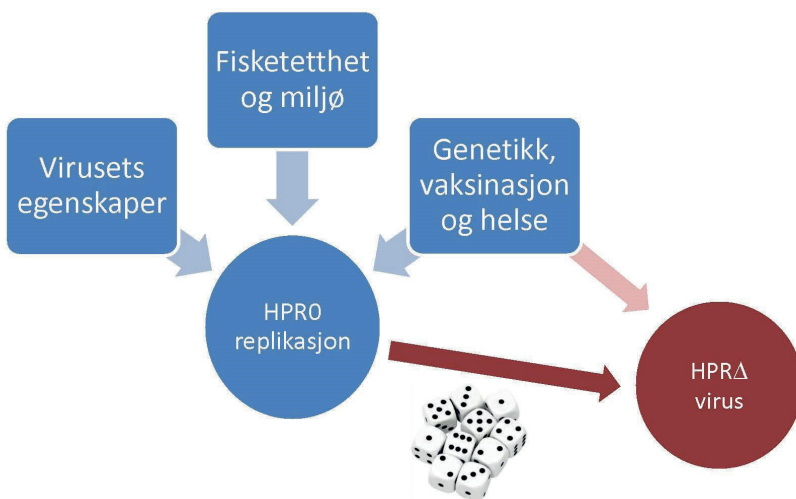 Fisketetthet
og miljø
Virusets
egenskaper
Genetikk,
vaksinasjon
og helse
HPR0
replikasjon
HPRΔ
virus